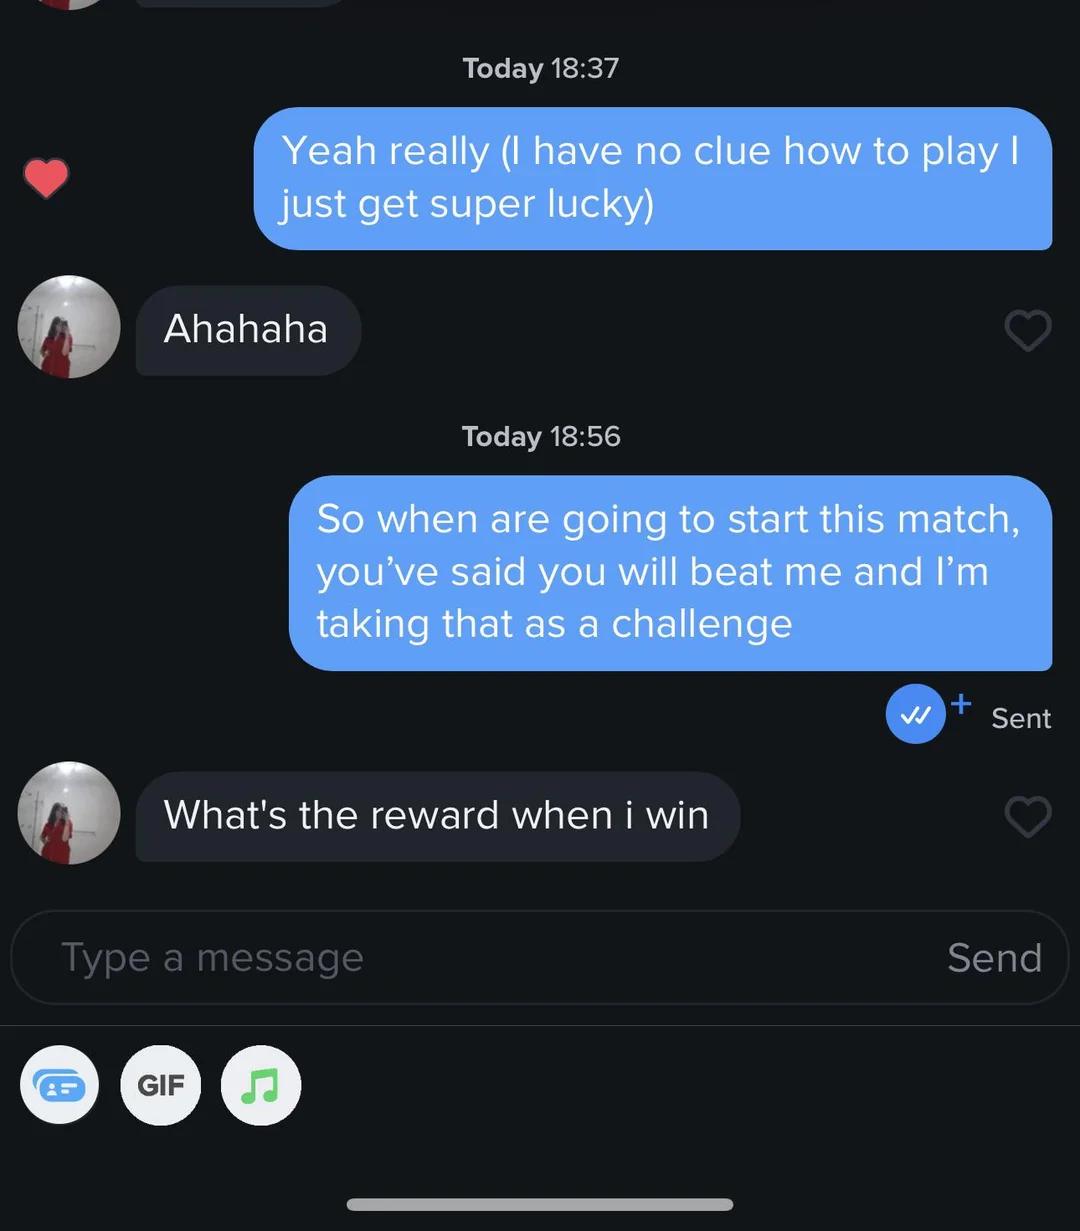 Today 18:37
Yeah really (I have no clue how to play I
just get super lucky)
Ahahaha
Today 18:56
So when are going to start this match,
you've said you will beat me and I'm
taking that as a challenge
Sent
What's the reward when i win
Type a message
Send
GIF